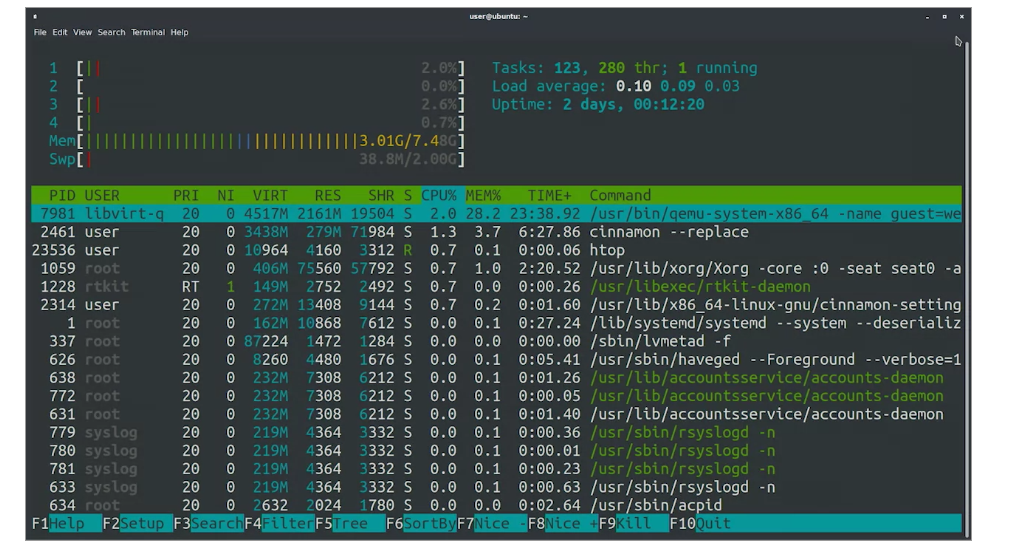 user@ubuntu: ~
File Edit View Search Terminal Help
1 [|| 2.0%] Tasks: 123, 280 thr; 1 running
2 [ 0.0%] Load average: 0.10 0.09 0.03
3 [|| 2.6%] Uptime: 2 days, 00:12:20
4 [| 0.7%]
Mem[||||||||||||||||||||||||||||||3.01G/7.48G]
Swp[| 38.8M/2.00G]
PID USER PRI NI VIRT RES SHR S CPU% MEM% TIME+ Command
7981 libvirt-q 20 0 4517M 2161M 19504 S 2.0 28.2 23:38.92 /usr/bin/qemu-system-x86_64 -name guest=we
2461 user 20 0 3438M 279M 71984 S 1.3 3.7 6:27.86 cinnamon --replace
23536 user 20 0 10964 4160 3312 R 0.7 0.1 0:00.06 htop
1059 root 20 0 406M 75560 57792 S 0.7 1.0 2:20.52 /usr/lib/xorg/Xorg -core :0 -seat seat0 -a
1228 rtkit RT 1 149M 2752 2492 S 0.7 0.0 0:00.26 /usr/libexec/rtkit-daemon
2314 user 20 0 272M 13408 9144 S 0.7 0.2 0:01.60 /usr/lib/x86_64-linux-gnu/cinnamon-setting
1 root 20 0 162M 10868 7612 S 0.0 0.1 0:27.24 /lib/systemd/systemd --system --deserializ
337 root 20 0 87224 1472 1284 S 0.0 0.0 0:00.00 /sbin/lvmetad -f
626 root 20 0 8260 4480 1676 S 0.0 0.1 0:05.41 /usr/sbin/haveged --Foreground --verbose=1
638 root 20 0 232M 7308 6212 S 0.0 0.1 0:01.26 /usr/lib/accountsservice/accounts-daemon
772 root 20 0 232M 7308 6212 S 0.0 0.1 0:00.05 /usr/lib/accountsservice/accounts-daemon
631 root 20 0 232M 7308 6212 S 0.0 0.1 0:01.40 /usr/lib/accountsservice/accounts-daemon
779 syslog 20 0 219M 4364 3332 S 0.0 0.1 0:00.36 /usr/sbin/rsyslogd -n
780 syslog 20 0 219M 4364 3332 S 0.0 0.1 0:00.01 /usr/sbin/rsyslogd -n
781 syslog 20 0 219M 4364 3332 S 0.0 0.1 0:00.23 /usr/sbin/rsyslogd -n
633 syslog 20 0 219M 4364 3332 S 0.0 0.1 0:00.63 /usr/sbin/rsyslogd -n
634 root 20 0 2632 2024 1780 S 0.0 0.0 0:02.64 /usr/sbin/acpid
F1Help F2Setup F3SearchF4FilterF5Tree F6SortByF7Nice -F8Nice +F9Kill F10Quit